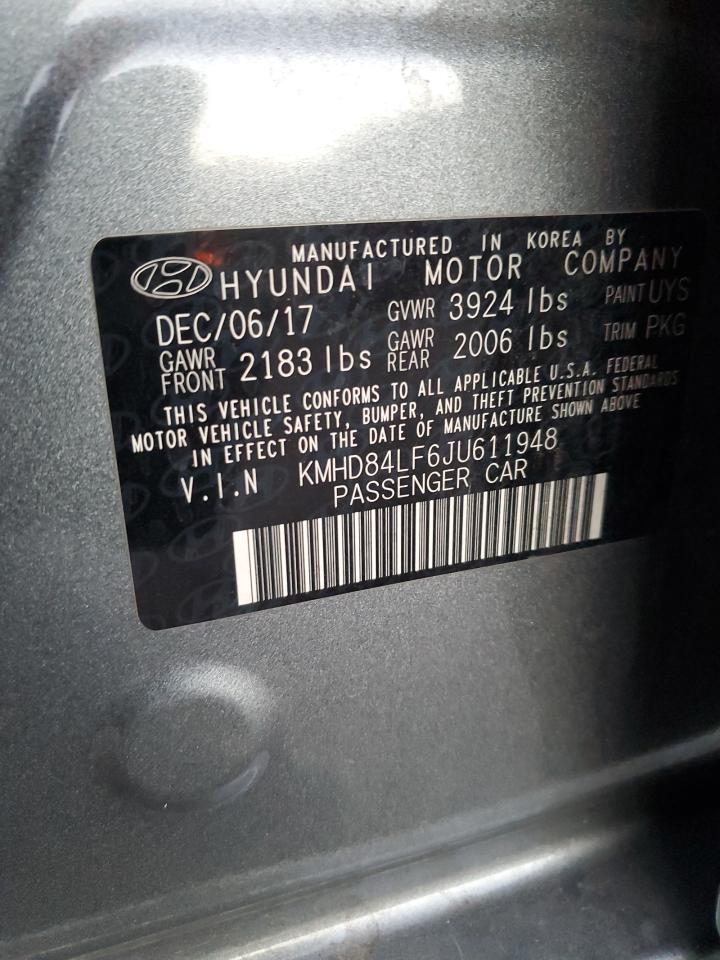 MANUFACTURED IN KOREA BY
HYUNDAI MOTOR COMPANY
DEC/06/17 GVWR 3924 lbs PAINT UYS
GAWR FRONT 2183 lbs GAWR REAR 2006 lbs TRIM PKG
THIS VEHICLE CONFORMS TO ALL APPLICABLE U.S.A. FEDERAL
MOTOR VEHICLE SAFETY, BUMPER, AND THEFT PREVENTION STANDARDS
IN EFFECT ON THE DATE OF MANUFACTURE SHOWN ABOVE
V.I.N KMHD84LF6JU611948
PASSENGER CAR